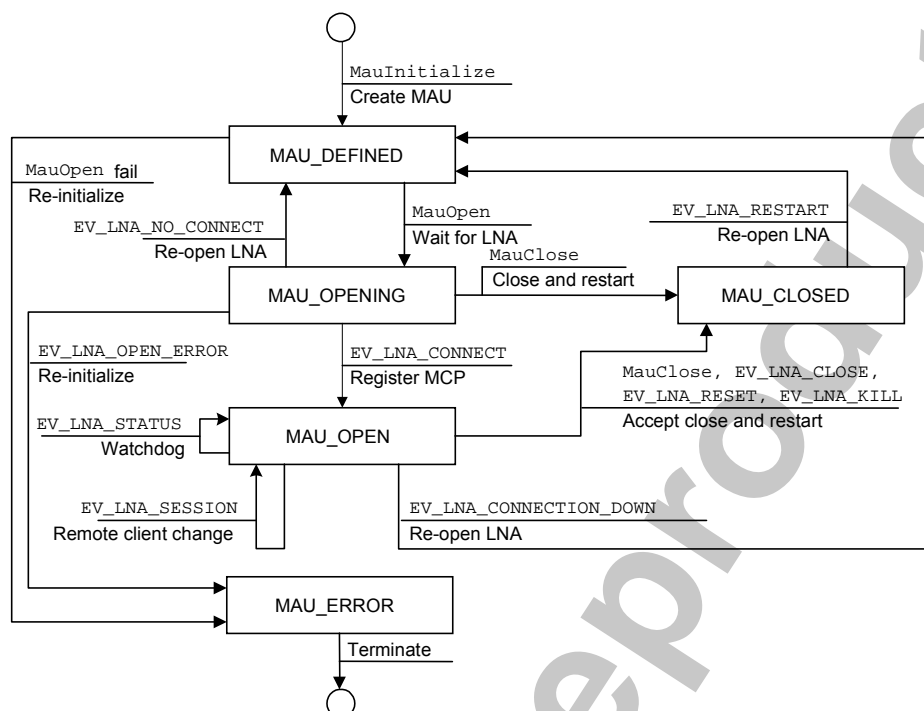 MauInitialize
Create MAU
MAU_DEFINED
MauOpen fail
Re-initialize
EV_LNA_NO_CONNECT
Re-open LNA
MauOpen
Wait for LNA
EV_LNA_RESTART
Re-open LNA
MauClose
Close and restart
MAU_OPENING
MAU_CLOSED
EV_LNA_OPEN_ERROR
Re-initialize
EV_LNA_CONNECT
Register MCP
MauClose, EV_LNA_CLOSE,
EV_LNA_RESET, EV_LNA_KILL
Accept close and restart
EV_LNA_STATUS
Watchdog
MAU_OPEN
EV_LNA_SESSION
Remote client change
EV_LNA_CONNECTION_DOWN
Re-open LNA
MAU_ERROR
Terminate
eproduc